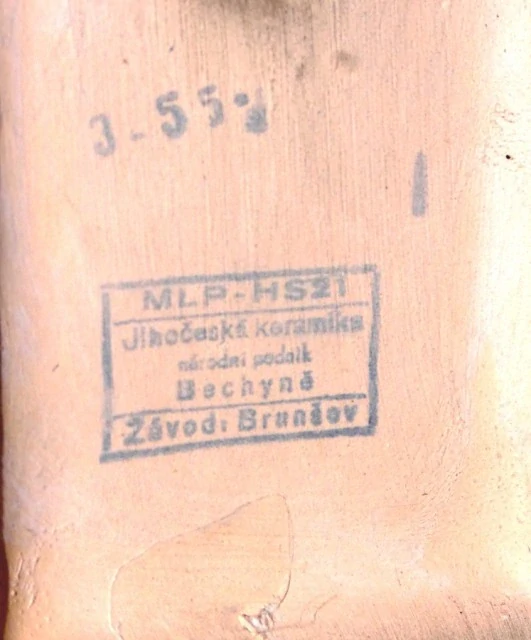 3-55
MLP-HS21
Jihočeská keramika
národní podnik
Bechyně
Závod: Brunšov